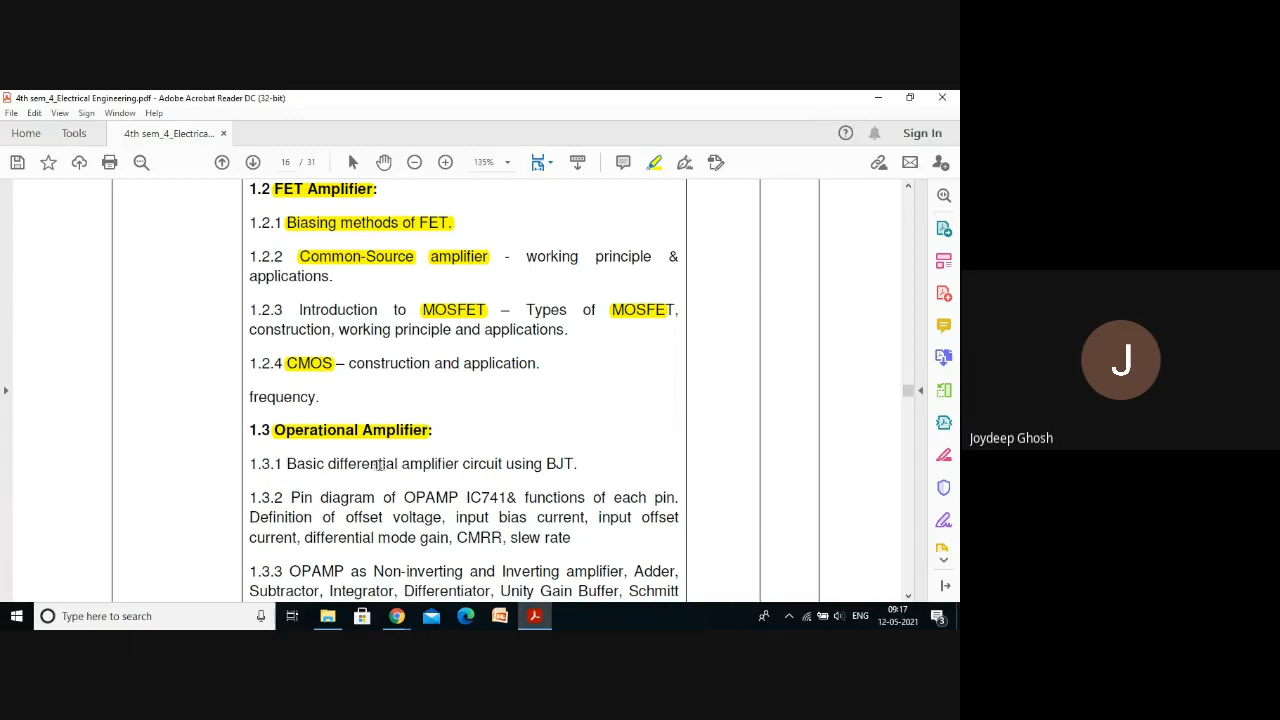 4th sem_4_Electrical Engineering.pdf - Adobe Acrobat Reader DC (32-bit)
File Edit View Sign Window Help
Home Tools 4th sem_4_Electrica... × Sign In
16 / 31 135%
1.2 FET Amplifier:
1.2.1 Biasing methods of FET.
1.2.2 Common-Source amplifier - working principle &
applications.
1.2.3 Introduction to MOSFET – Types of MOSFET,
construction, working principle and applications.
1.2.4 CMOS – construction and application.
frequency.
1.3 Operational Amplifier:
1.3.1 Basic differential amplifier circuit using BJT.
1.3.2 Pin diagram of OPAMP IC741& functions of each pin.
Definition of offset voltage, input bias current, input offset
current, differential mode gain, CMRR, slew rate
1.3.3 OPAMP as Non-inverting and Inverting amplifier, Adder,
Subtractor, Integrator, Differentiator, Unity Gain Buffer, Schmitt
Type here to search
ENG
09:17
12-05-2021
3
J
Joydeep Ghosh